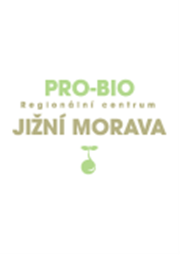 PRO-BIO
Regionální centrum
JIŽNÍ MORAVA